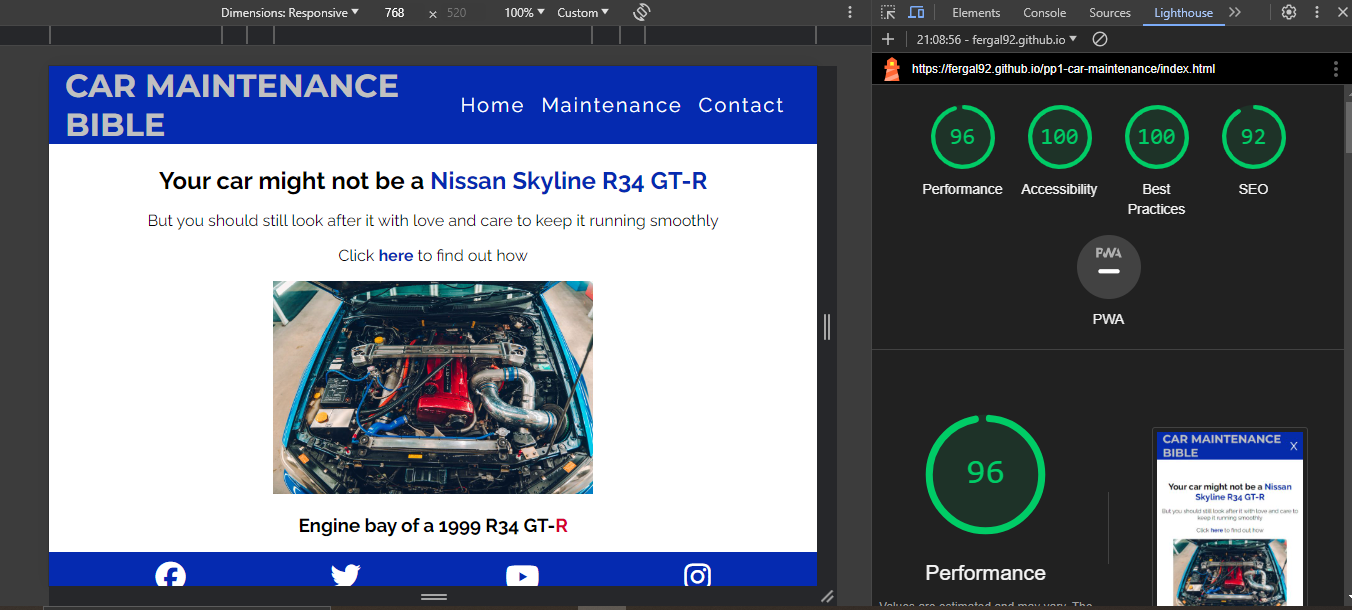 Dimensions: Responsive 768 × 520 100% Custom
Elements Console Sources Lighthouse
21:08:56 - fergal92.github.io
https://fergal92.github.io/pp1-car-maintenance/index.html
CAR MAINTENANCE
BIBLE
Home Maintenance Contact
Your car might not be a Nissan Skyline R34 GT-R
But you should still look after it with love and care to keep it running smoothly
Click here to find out how
Engine bay of a 1999 R34 GT-R
96 100 100 92
Performance Accessibility Best SEO
Practices
PWA
PWA
96
Performance
Values are estimated and may vary. The
CAR MAINTENANCE X
BIBLE
Your car might not be a Nissan
Skyline R34 GT-R
But you should still look after it with love and care to
keep it running smoothly
Click here to find out how